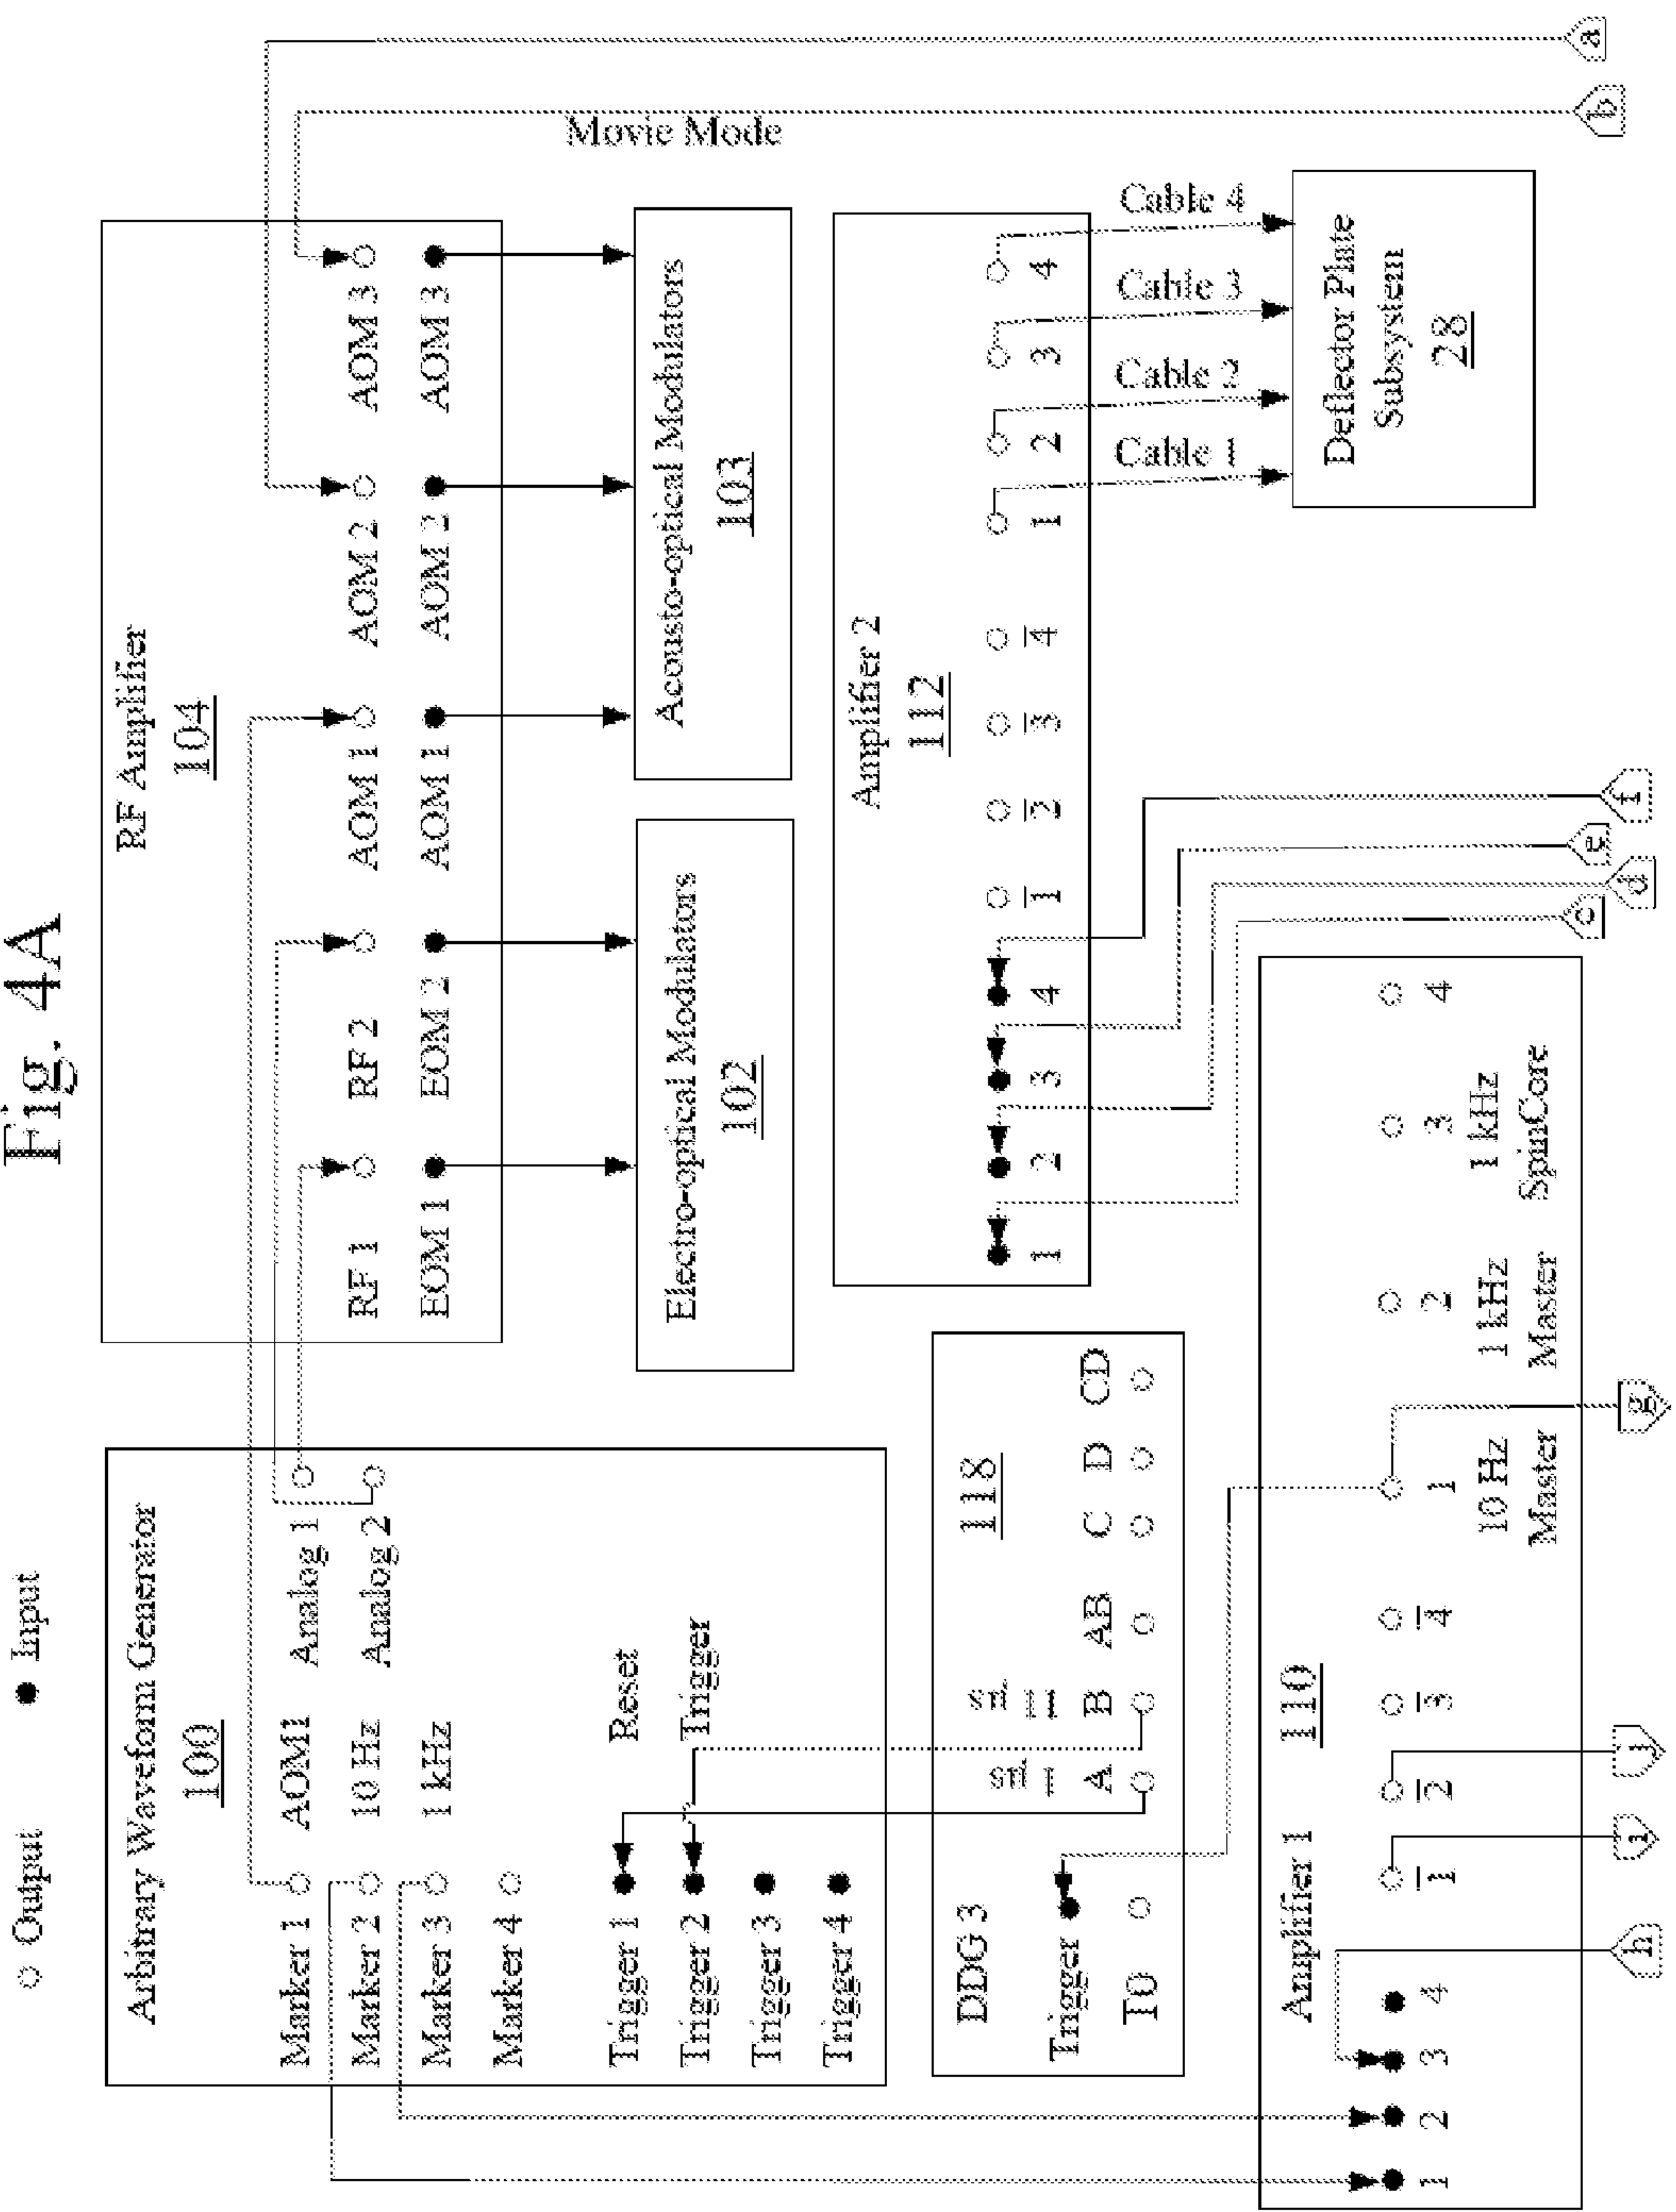 Fig. 4A
○ Output ● Input
Arbitrary Waveform Generator
100
Marker 1 AOM1 Analog 1
Marker 2 10 Hz Analog 2
Marker 3 1 kHz
Marker 4
Trigger 1 Reset
Trigger 2 Trigger
Trigger 3
Trigger 4
RF Amplifier
104
RF 1 RF 2 AOM 1 AOM 2 AOM 3
EOM 1 EOM 2 AOM 1 AOM 2 AOM 3
Movie Mode
Electro-optical Modulators
102
Acousto-optical Modulators
103
DDG 3
118
Trigger
1 µs 11 µs
T0 A B AB C D CD
Amplifier 2
112
1 2 3 4 1̅ 2̅ 3̅ 4̅ 1 2 3 4
Cable 1 Cable 2 Cable 3 Cable 4
Deflector Plate
Subsystem
28
Amplifier 1
110
1 2 3 4 1̅ 2̅ 3̅ 4̅ 1 2 3 4
10 Hz 1 kHz 1 kHz
Master Master SpinCore
h i j g c d e f b a